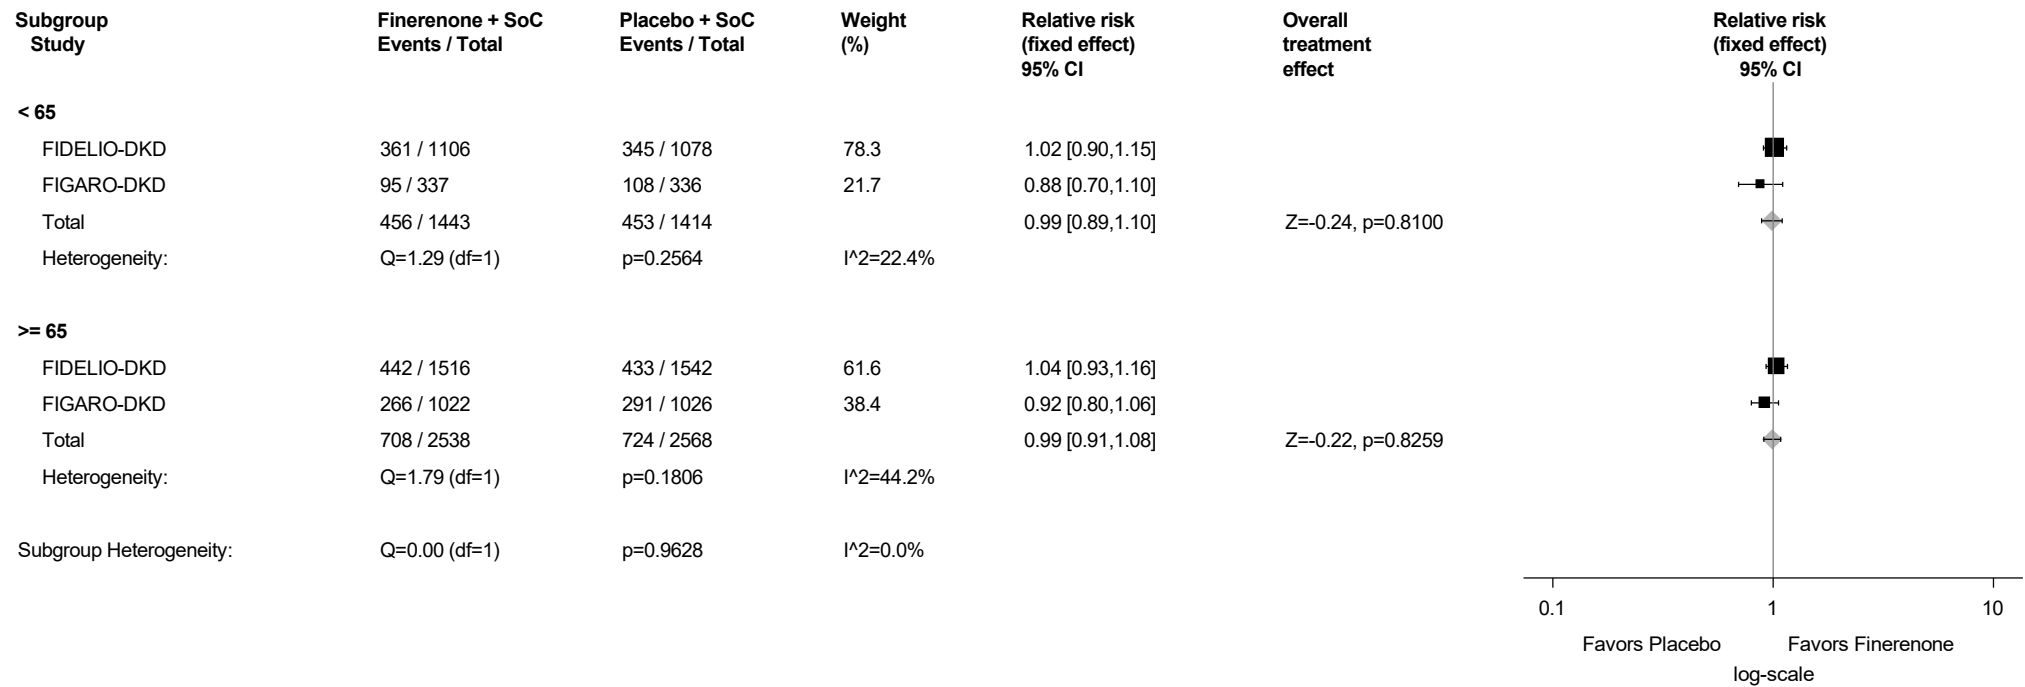 Subgroup Finerenone + SoC Placebo + SoC Weight Relative risk Overall Relative risk
Study Events / Total Events / Total (%) (fixed effect) treatment (fixed effect)
95% CI effect 95% CI
< 65
FIDELIO-DKD 361 / 1106 345 / 1078 78.3 1.02 [0.90,1.15]
FIGARO-DKD 95 / 337 108 / 336 21.7 0.88 [0.70,1.10]
Total 456 / 1443 453 / 1414 0.99 [0.89,1.10] Z=-0.24, p=0.8100
Heterogeneity: Q=1.29 (df=1) p=0.2564 I^2=22.4%
>= 65
FIDELIO-DKD 442 / 1516 433 / 1542 61.6 1.04 [0.93,1.16]
FIGARO-DKD 266 / 1022 291 / 1026 38.4 0.92 [0.80,1.06]
Total 708 / 2538 724 / 2568 0.99 [0.91,1.08] Z=-0.22, p=0.8259
Heterogeneity: Q=1.79 (df=1) p=0.1806 I^2=44.2%
Subgroup Heterogeneity: Q=0.00 (df=1) p=0.9628 I^2=0.0%
0.1 1 10
Favors Placebo Favors Finerenone
log-scale